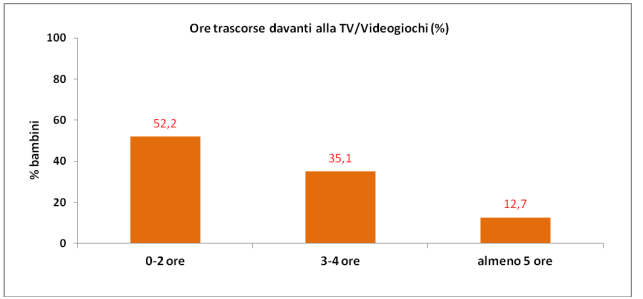 Ore trascorse davanti alla TV/Videogiochi (%)
100
80
60
40
20
0
% bambini
52,2
35,1
12,7
0-2 ore
3-4 ore
almeno 5 ore